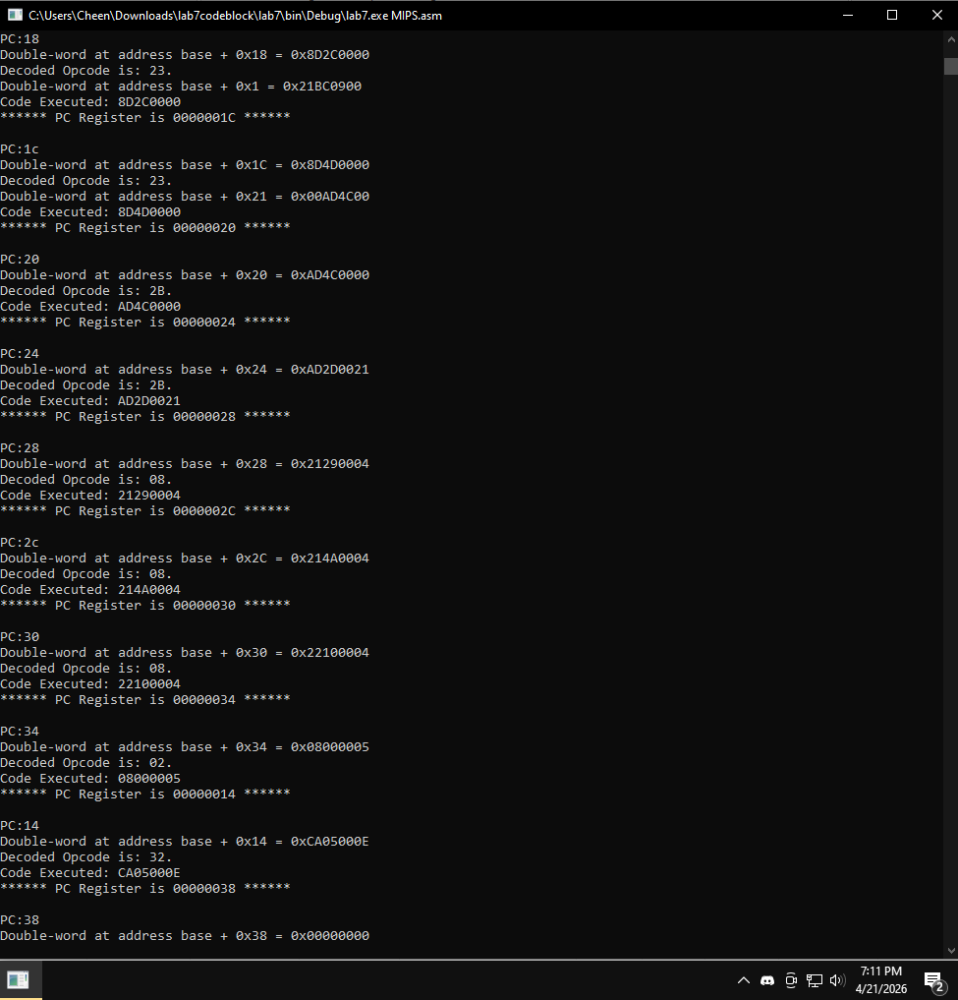 C:\Users\Cheen\Downloads\lab7codeblock\lab7\bin\Debug\lab7.exe MIPS.asm
PC:18
Double-word at address base + 0x18 = 0x8D2C0000
Decoded Opcode is: 23.
Double-word at address base + 0x1 = 0x21BC0900
Code Executed: 8D2C0000
****** PC Register is 0000001C ******
PC:1c
Double-word at address base + 0x1C = 0x8D4D0000
Decoded Opcode is: 23.
Double-word at address base + 0x21 = 0x00AD4C00
Code Executed: 8D4D0000
****** PC Register is 00000020 ******
PC:20
Double-word at address base + 0x20 = 0xAD4C0000
Decoded Opcode is: 2B.
Code Executed: AD4C0000
****** PC Register is 00000024 ******
PC:24
Double-word at address base + 0x24 = 0xAD2D0021
Decoded Opcode is: 2B.
Code Executed: AD2D0021
****** PC Register is 00000028 ******
PC:28
Double-word at address base + 0x28 = 0x21290004
Decoded Opcode is: 08.
Code Executed: 21290004
****** PC Register is 0000002C ******
PC:2c
Double-word at address base + 0x2C = 0x214A0004
Decoded Opcode is: 08.
Code Executed: 214A0004
****** PC Register is 00000030 ******
PC:30
Double-word at address base + 0x30 = 0x22100004
Decoded Opcode is: 08.
Code Executed: 22100004
****** PC Register is 00000034 ******
PC:34
Double-word at address base + 0x34 = 0x08000005
Decoded Opcode is: 02.
Code Executed: 08000005
****** PC Register is 00000014 ******
PC:14
Double-word at address base + 0x14 = 0xCA05000E
Decoded Opcode is: 32.
Code Executed: CA05000E
****** PC Register is 00000038 ******
PC:38
Double-word at address base + 0x38 = 0x00000000
7:11 PM
4/21/2026
2